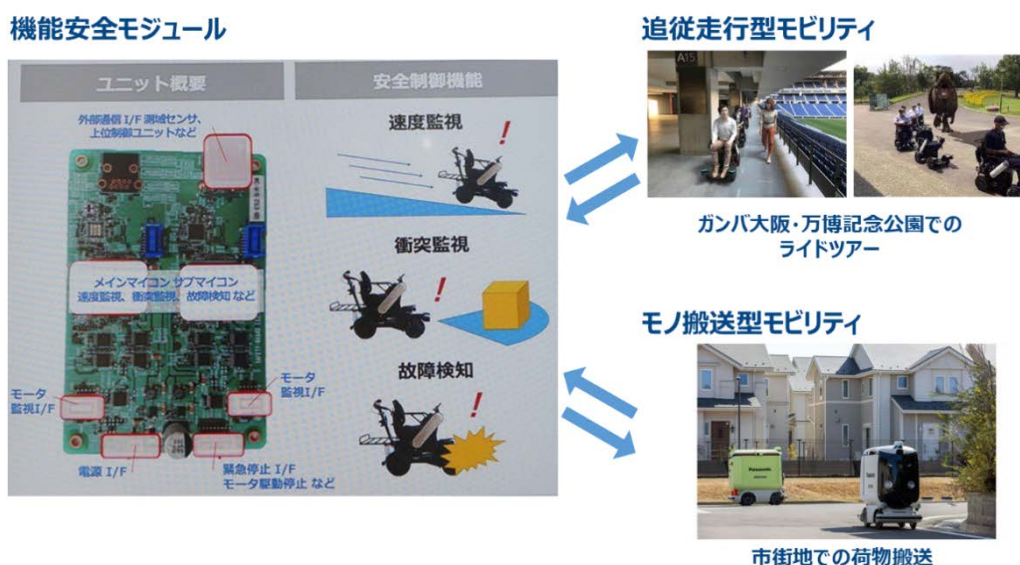 機能安全モジュール
ユニット概要
安全制御機能
外部通信 I/F 測域センサ、
上位制御ユニットなど
メインマイコン サブマイコン
速度監視、衝突監視、故障検知 など
モータ
監視I/F
モータ
監視I/F
電源 I/F
緊急停止 I/F
モータ駆動停止 など
速度監視
!
衝突監視
!
故障検知
!
追従走行型モビリティ
A15
ガンバ大阪・万博記念公園での
ライドツアー
モノ搬送型モビリティ
Panasonic
市街地での荷物搬送